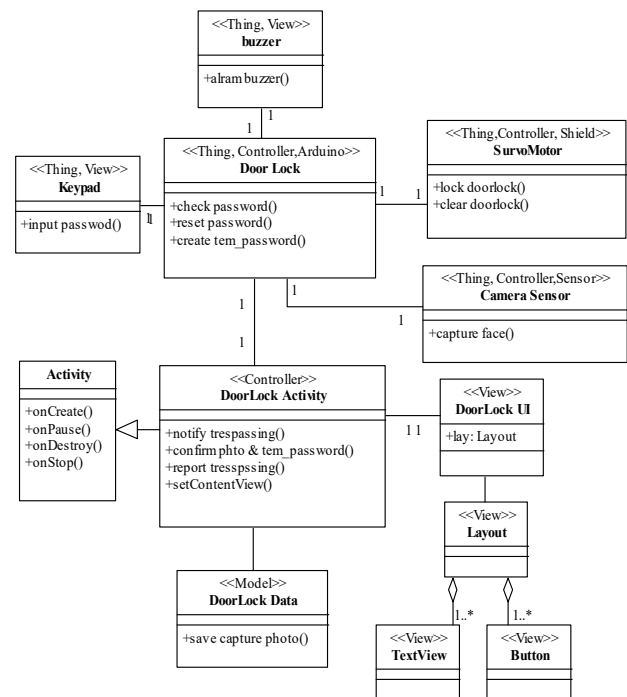 <<Thing, View>>
buzzer
+alram buzzer()
1
1
<<Thing, Controller,Arduino>>
Door Lock
+check password()
+reset password()
+create tem_password()
<<Thing, View>>
Keypad
+input passwod()
1
1
<<Thing,Controller, Shield>>
SurvoMotor
+lock doorlock()
+clear doorlock()
1
1
<<Thing, Controller,Sensor>>
Camera Sensor
+capture face()
1
1
1
1
Activity
+onCreate()
+onPause()
+onDestroy()
+onStop()
<<Controller>>
DoorLock Activity
+notify trespassing()
+confirm phto & tem_password()
+report tresspssing()
+setContentView()
<<View>>
DoorLock UI
+lay: Layout
1 1
<<View>>
Layout
<<Model>>
DoorLock Data
+save capture photo()
1..*
1..*
<<View>>
TextView
<<View>>
Button